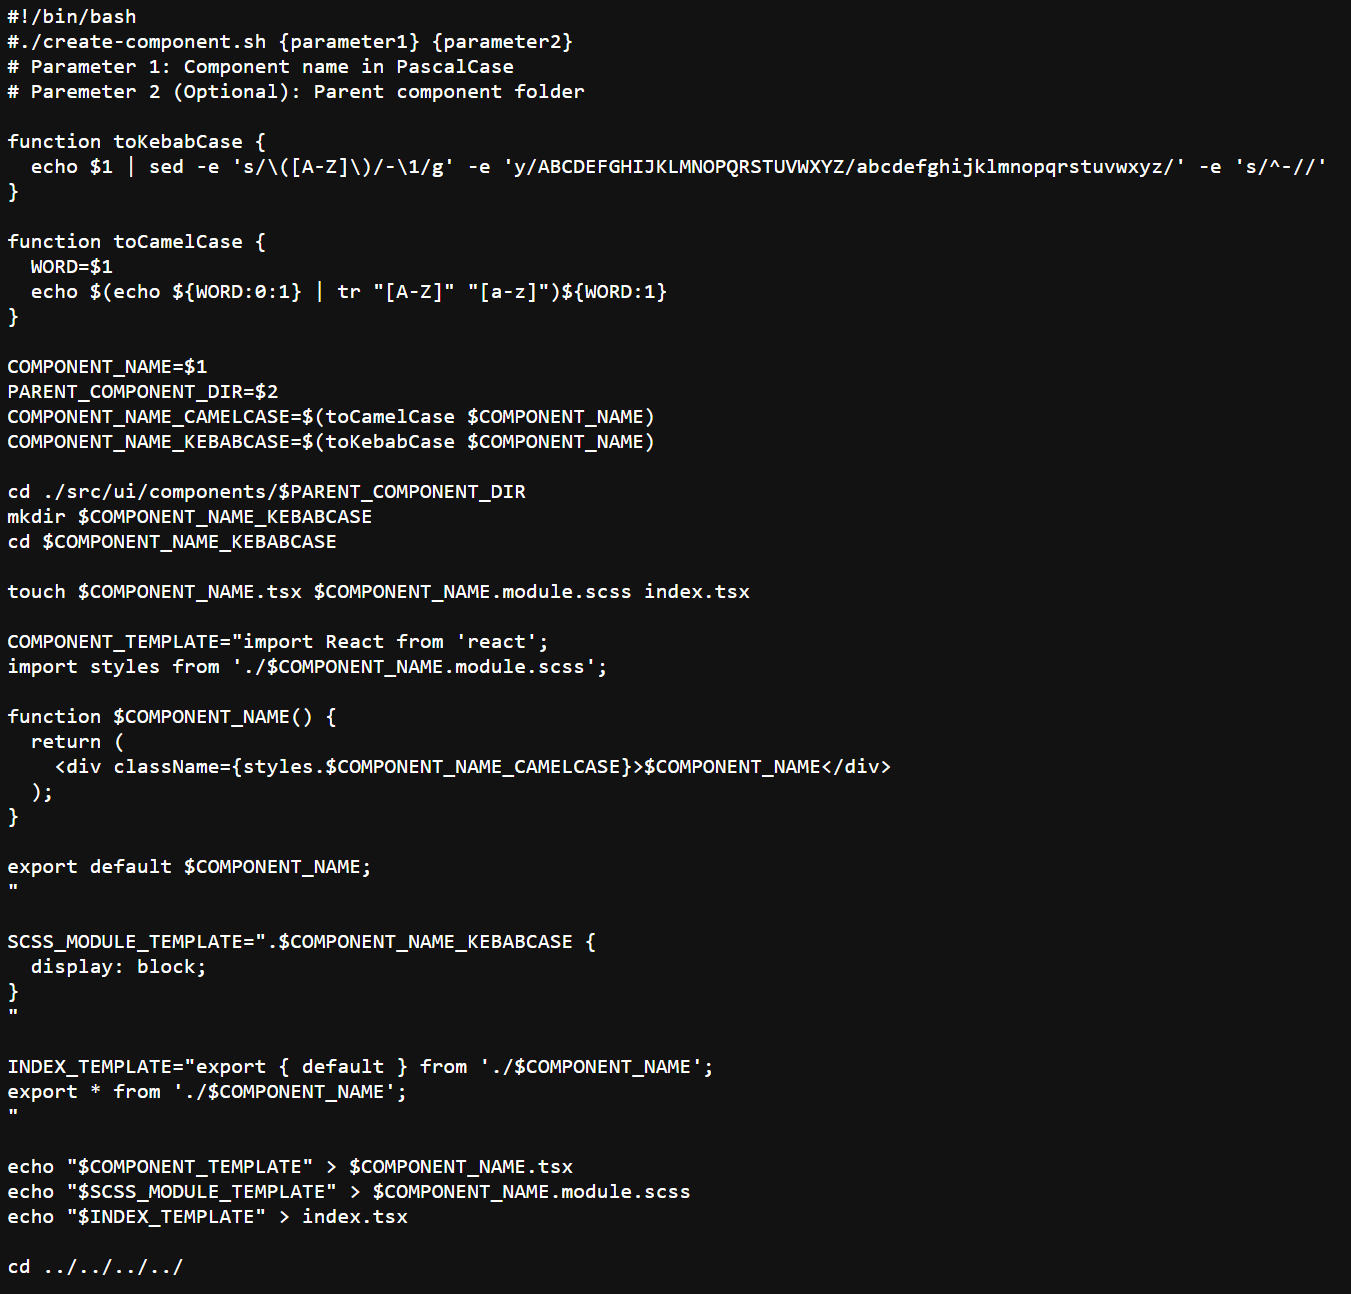 #!/bin/bash
#./create-component.sh {parameter1} {parameter2}
# Parameter 1: Component name in PascalCase
# Paremeter 2 (Optional): Parent component folder

function toKebabCase {
  echo $1 | sed -e 's/\([A-Z]\)/-\1/g' -e 'y/ABCDEFGHIJKLMNOPQRSTUVWXYZ/abcdefghijklmnopqrstuvwxyz/' -e 's/^-//'
}

function toCamelCase {
  WORD=$1
  echo $(echo ${WORD:0:1} | tr "[A-Z]" "[a-z]")${WORD:1}
}

COMPONENT_NAME=$1
PARENT_COMPONENT_DIR=$2
COMPONENT_NAME_CAMELCASE=$(toCamelCase $COMPONENT_NAME)
COMPONENT_NAME_KEBABCASE=$(toKebabCase $COMPONENT_NAME)

cd ./src/ui/components/$PARENT_COMPONENT_DIR
mkdir $COMPONENT_NAME_KEBABCASE
cd $COMPONENT_NAME_KEBABCASE

touch $COMPONENT_NAME.tsx $COMPONENT_NAME.module.scss index.tsx

COMPONENT_TEMPLATE="import React from 'react';
import styles from './$COMPONENT_NAME.module.scss';

function $COMPONENT_NAME() {
  return (
    <div className={styles.$COMPONENT_NAME_CAMELCASE}>$COMPONENT_NAME</div>
  );
}

export default $COMPONENT_NAME;
"

SCSS_MODULE_TEMPLATE=".$COMPONENT_NAME_KEBABCASE {
  display: block;
}
"

INDEX_TEMPLATE="export { default } from './$COMPONENT_NAME';
export * from './$COMPONENT_NAME';
"

echo "$COMPONENT_TEMPLATE" > $COMPONENT_NAME.tsx
echo "$SCSS_MODULE_TEMPLATE" > $COMPONENT_NAME.module.scss
echo "$INDEX_TEMPLATE" > index.tsx

cd ../../../../